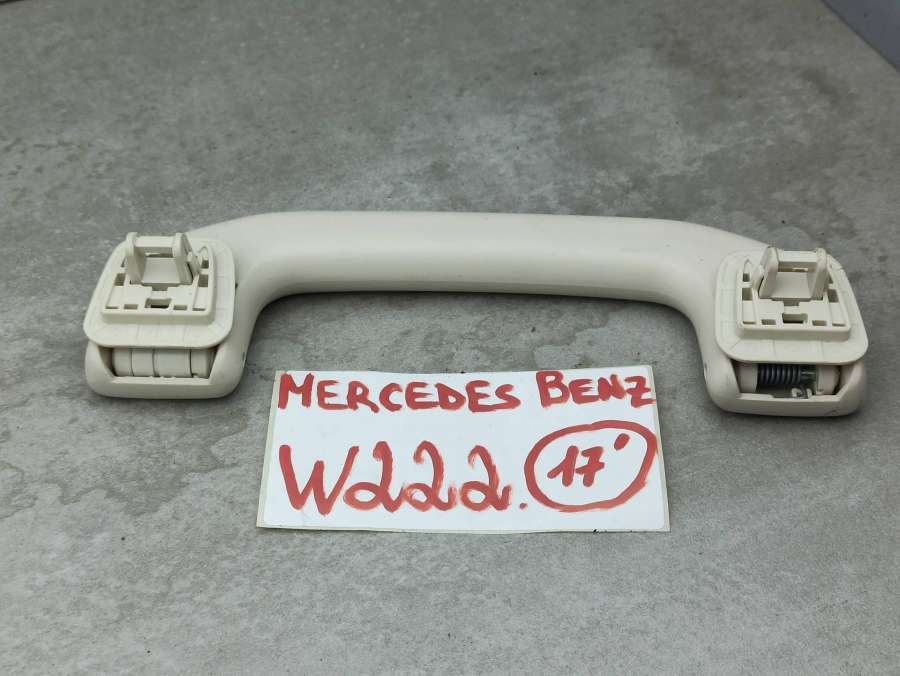 MERCEDES BENZ
W222. 17'